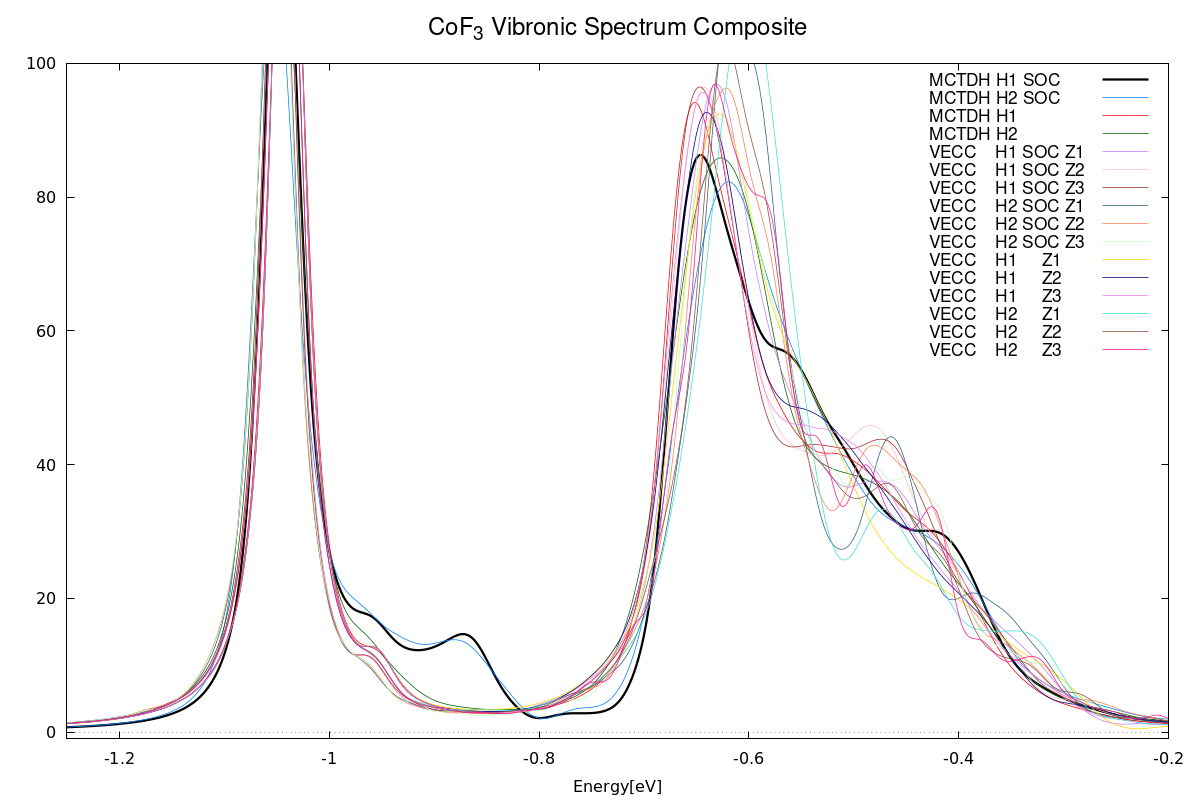 CoF3 Vibronic Spectrum Composite
100
80
60
40
20
0
MCTDH H1 SOC
MCTDH H2 SOC
MCTDH H1
MCTDH H2
VECC H1 SOC Z1
VECC H1 SOC Z2
VECC H1 SOC Z3
VECC H2 SOC Z1
VECC H2 SOC Z2
VECC H2 SOC Z3
VECC H1 Z1
VECC H1 Z2
VECC H1 Z3
VECC H2 Z1
VECC H2 Z2
VECC H2 Z3
-1.2 -1 -0.8 -0.6 -0.4 -0.2
Energy[eV]